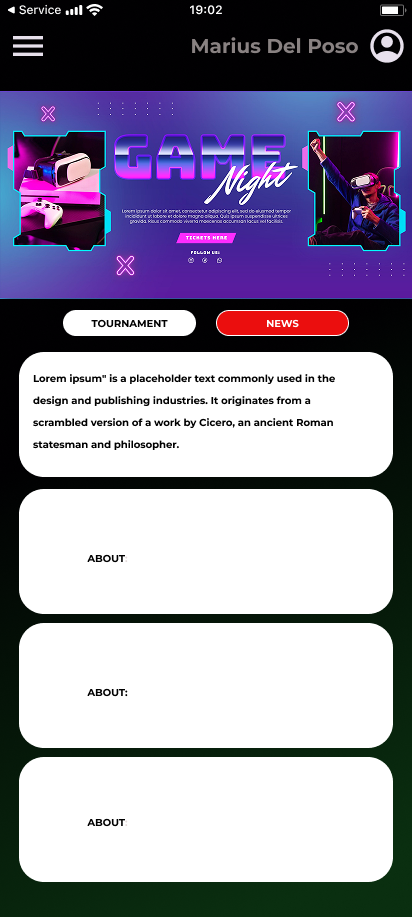 ◀ Service
19:02
Marius Del Poso
GAME
Night
Lorem ipsum dolor sit amet, consectetur adipiscing elit, sed do eiusmod tempor
incididunt ut labore et dolore magna aliqua. Quis ipsum suspendisse ultrices
gravida. Risus commodo viverra maecenas accumsan lacus vel facilisis.
TICKETS HERE
FOLLOW US:
TOURNAMENT
NEWS
Lorem ipsum" is a placeholder text commonly used in the
design and publishing industries. It originates from a
scrambled version of a work by Cicero, an ancient Roman
statesman and philosopher.
ABOUT:
ABOUT:
ABOUT: